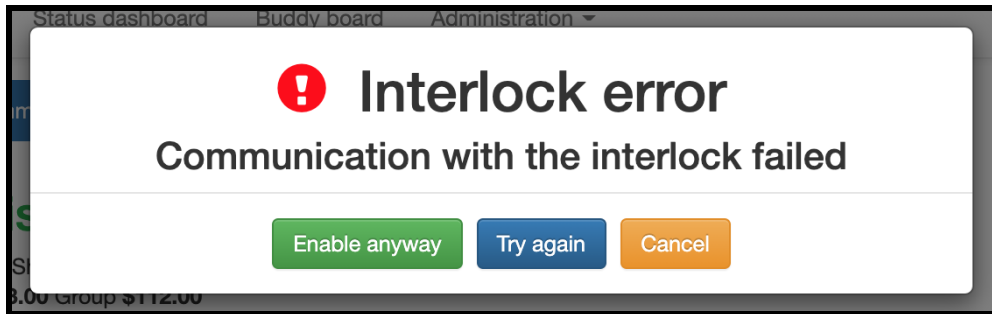 Status dashboard Buddy board Administration
Interlock error
Communication with the interlock failed
Enable anyway Try again Cancel
Group $112.00